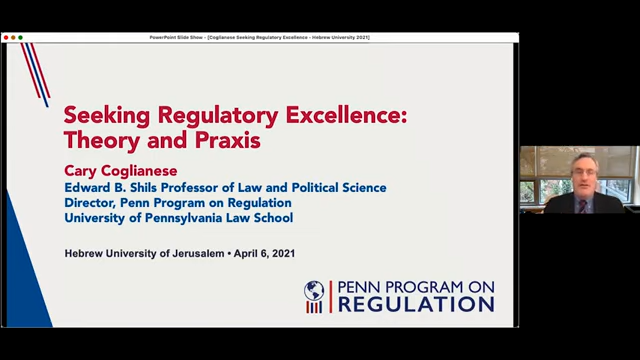 PowerPoint Slide Show - [Coglianese Seeking Regulatory Excellence - Hebrew University 2021]
Seeking Regulatory Excellence:
Theory and Praxis
Cary Coglianese
Edward B. Shils Professor of Law and Political Science
Director, Penn Program on Regulation
University of Pennsylvania Law School
Hebrew University of Jerusalem • April 6, 2021
PENN PROGRAM ON
REGULATION